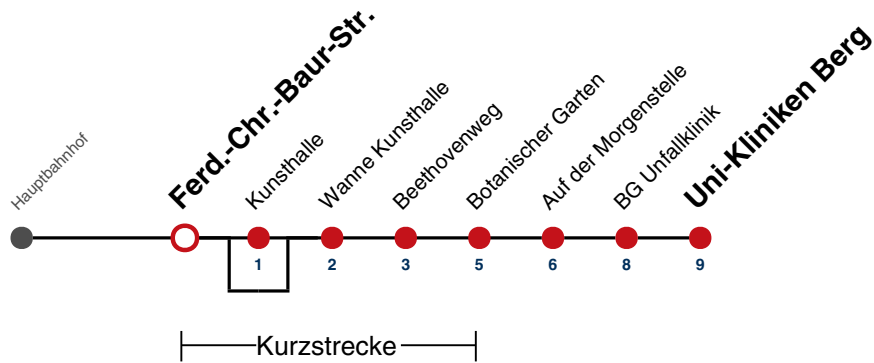 Hauptbahnhof
Ferd.-Chr.-Baur-Str.
Kunsthalle
Wanne Kunsthalle
Beethovenweg
Botanischer Garten
Auf der Morgenstelle
BG Unfallklinik
Uni-Kliniken Berg
1 2 3 5 6 8 9
Kurzstrecke